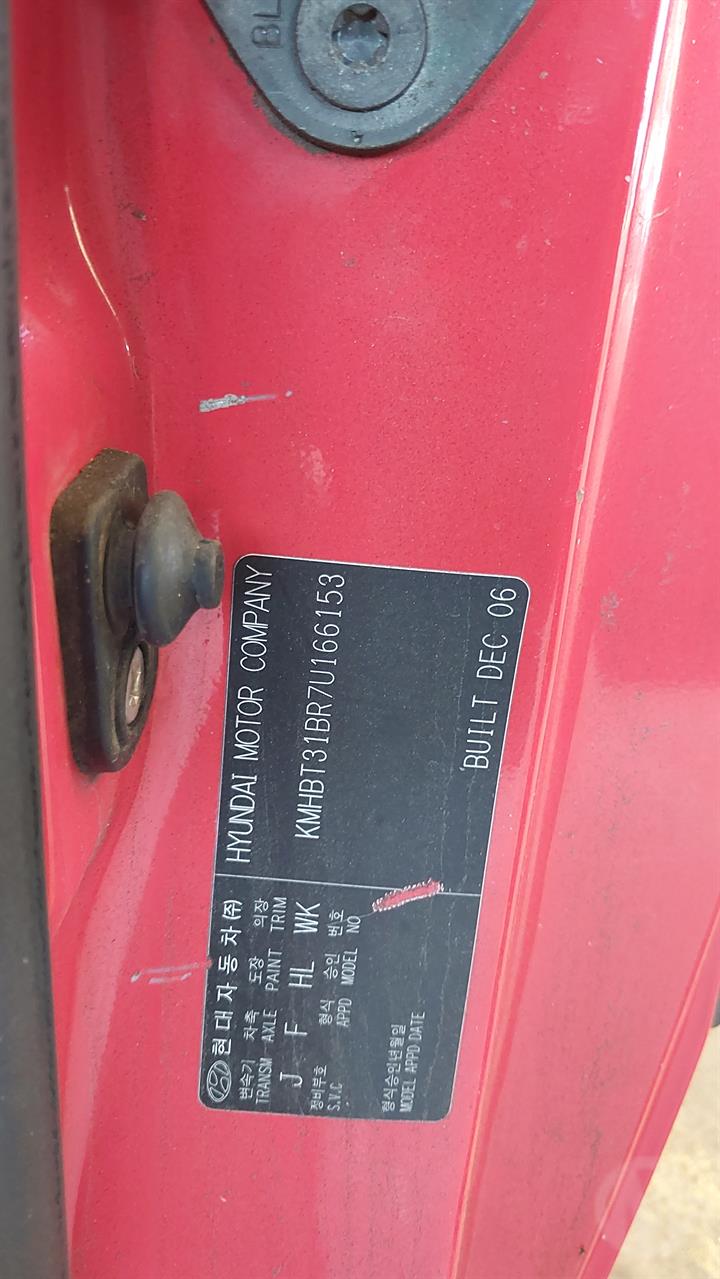 BL
현대자동차(주) HYUNDAI MOTOR COMPANY
변속기 차축 도장 의장
TRANSM AXLE PAINT TRIM
J F HL WK
KMHBT31BR7U166153
정비부호 형식 승인 번호
S.V.C APPD MODEL NO
형식승인년월일
MODEL APPD DATE
BUILT DEC 06